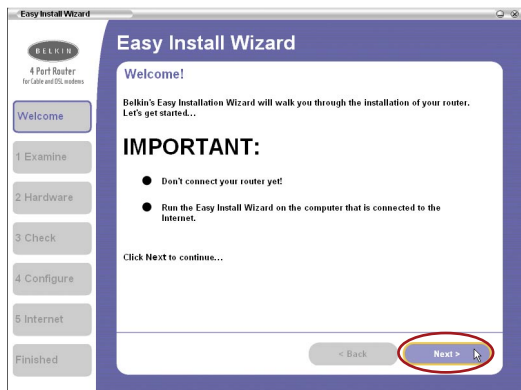 Easy Install Wizard
BELKIN
4 Port Router
for Cable and DSL modems
Welcome
1 Examine
2 Hardware
3 Check
4 Configure
5 Internet
Finished
Easy Install Wizard
Welcome!
Belkin's Easy Installation Wizard will walk you through the installation of your router.
Let's get started...
IMPORTANT:
Don't connect your router yet!
Run the Easy Install Wizard on the computer that is connected to the
Internet.
Click Next to continue...
< Back
Next >